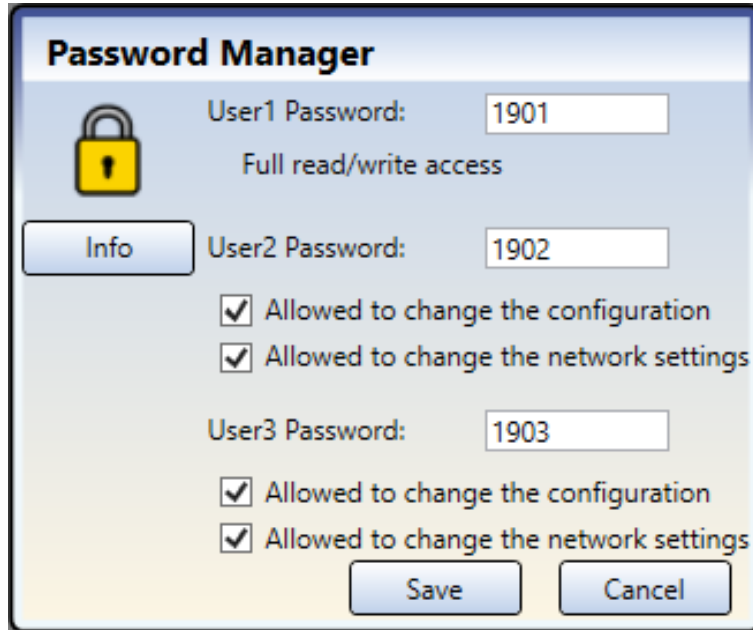 Password Manager
User1 Password: 1901
Full read/write access
Info
User2 Password: 1902
Allowed to change the configuration
Allowed to change the network settings
User3 Password: 1903
Allowed to change the configuration
Allowed to change the network settings
Save Cancel